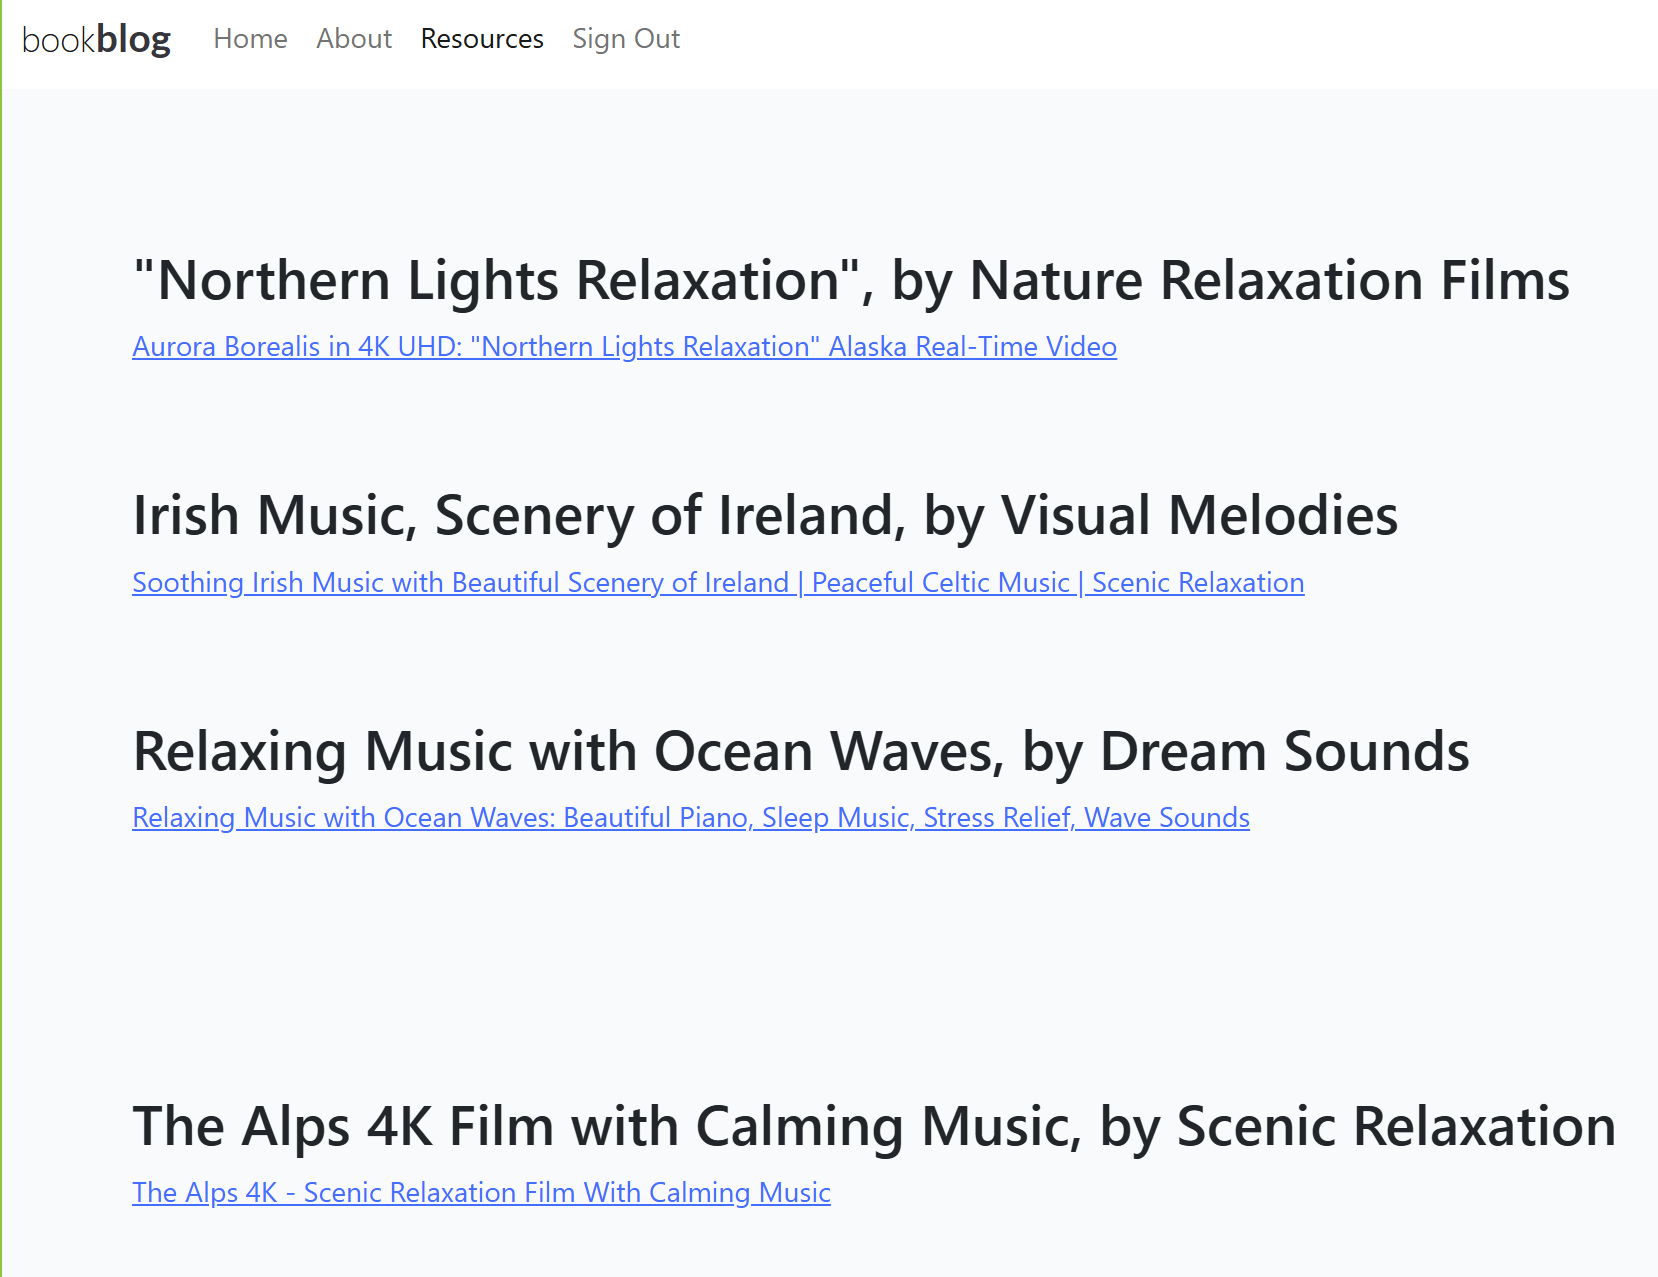 bookblog Home About Resources Sign Out
"Northern Lights Relaxation", by Nature Relaxation Films
Aurora Borealis in 4K UHD: "Northern Lights Relaxation" Alaska Real-Time Video
Irish Music, Scenery of Ireland, by Visual Melodies
Soothing Irish Music with Beautiful Scenery of Ireland | Peaceful Celtic Music | Scenic Relaxation
Relaxing Music with Ocean Waves, by Dream Sounds
Relaxing Music with Ocean Waves: Beautiful Piano, Sleep Music, Stress Relief, Wave Sounds
The Alps 4K Film with Calming Music, by Scenic Relaxation
The Alps 4K - Scenic Relaxation Film With Calming Music